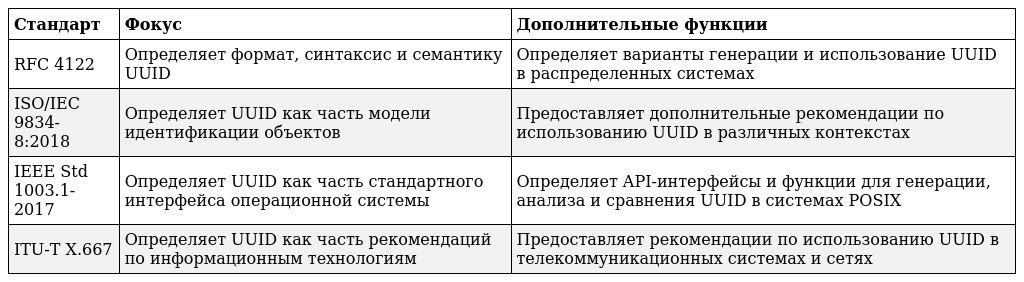 Стандарт
Фокус
Дополнительные функции
RFC 4122
Определяет формат, синтаксис и семантику
UUID
Определяет варианты генерации и использование UUID
в распределенных системах
ISO/IEC
9834-
8:2018
Определяет UUID как часть модели
идентификации объектов
Предоставляет дополнительные рекомендации по
использованию UUID в различных контекстах
IEEE Std
1003.1-
2017
Определяет UUID как часть стандартного
интерфейса операционной системы
Определяет API-интерфейсы и функции для генерации,
анализа и сравнения UUID в системах POSIX
ITU-T X.667
Определяет UUID как часть рекомендаций
по информационным технологиям
Предоставляет рекомендации по использованию UUID в
телекоммуникационных системах и сетях